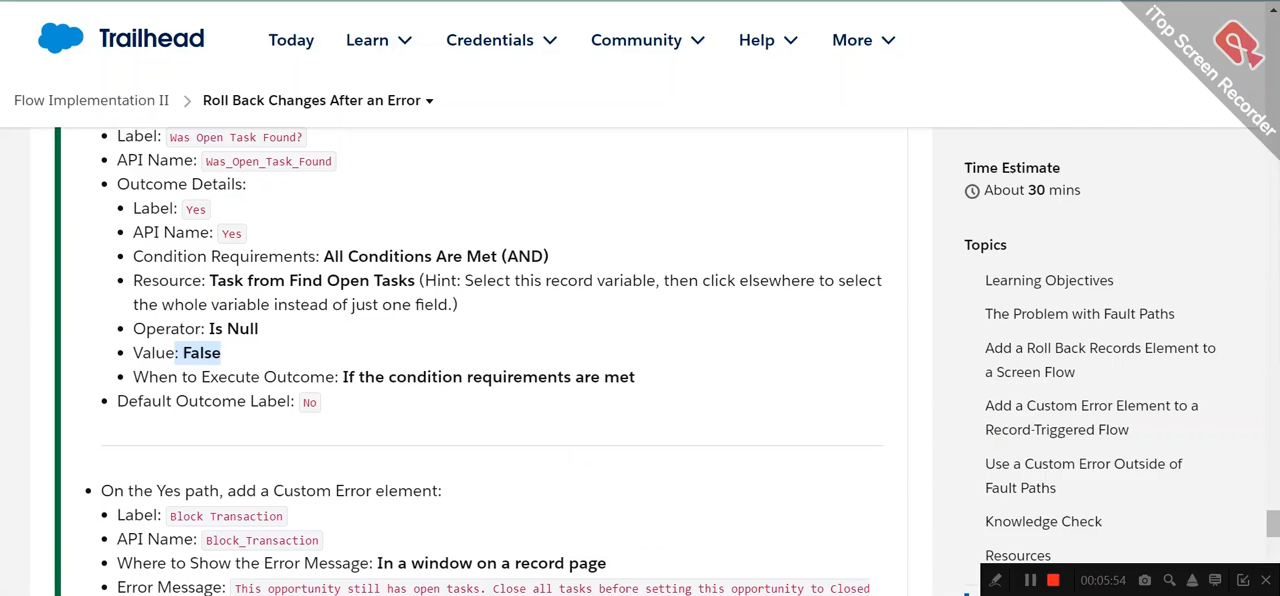 Trailhead
Today Learn Credentials Community Help More
iTop Screen Recorder
Flow Implementation II Roll Back Changes After an Error
Label: Was Open Task Found?
API Name: Was_Open_Task_Found
Outcome Details:
Label: Yes
API Name: Yes
Condition Requirements: All Conditions Are Met (AND)
Resource: Task from Find Open Tasks (Hint: Select this record variable, then click elsewhere to select
the whole variable instead of just one field.)
Operator: Is Null
Value: False
When to Execute Outcome: If the condition requirements are met
Default Outcome Label: No
On the Yes path, add a Custom Error element:
Label: Block Transaction
API Name: Block_Transaction
Where to Show the Error Message: In a window on a record page
Error Message: This opportunity still has open tasks. Close all tasks before setting this opportunity to Closed
Time Estimate
About 30 mins
Topics
Learning Objectives
The Problem with Fault Paths
Add a Roll Back Records Element to
a Screen Flow
Add a Custom Error Element to a
Record-Triggered Flow
Use a Custom Error Outside of
Fault Paths
Knowledge Check
Resources
00:05:54